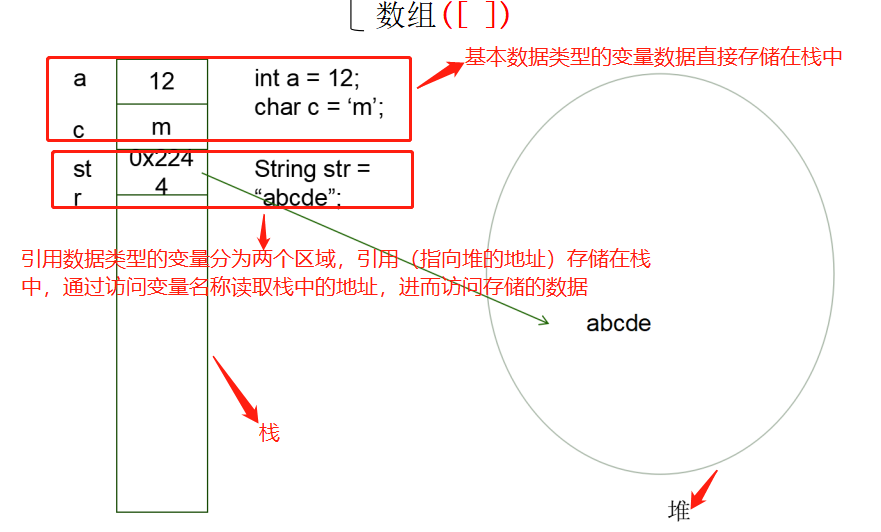 数组([ ])
基本数据类型的变量数据直接存储在栈中
a
12
int a = 12;
char c = ‘m’;
c
m
st
r
0x224
4
String str =
“abcde”;
引用数据类型的变量分为两个区域，引用（指向堆的地址）存储在栈
中，通过访问变量名称读取栈中的地址，进而访问存储的数据
abcde
栈
堆